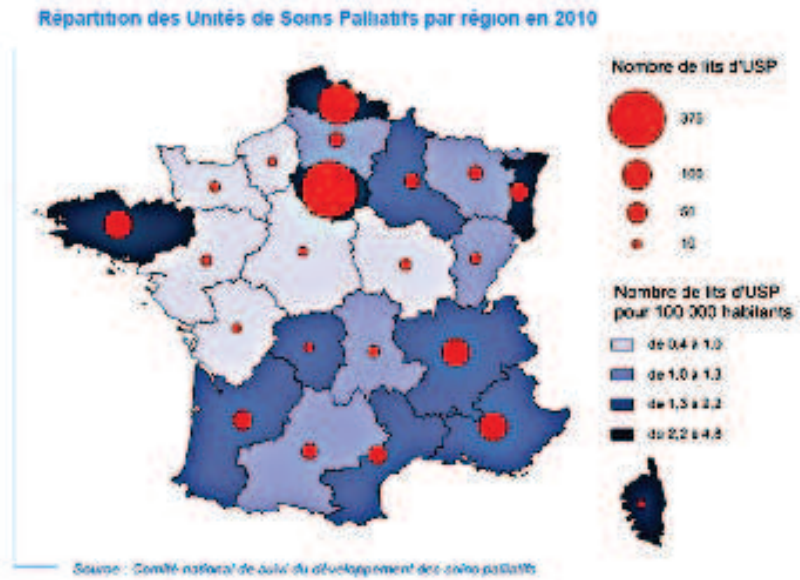 Répartition des Unités de Soins Palliatifs par région en 2010
Nombre de lits d'USP
375
100
50
Nombre de lits d'USP
pour 100 000 habitants
de 0,4 à 1,0
de 1,0 à 1,3
de 1,3 à 2,2
de 2,2 à 4,8
Source : Comité national de suivi du développement des soins palliatifs